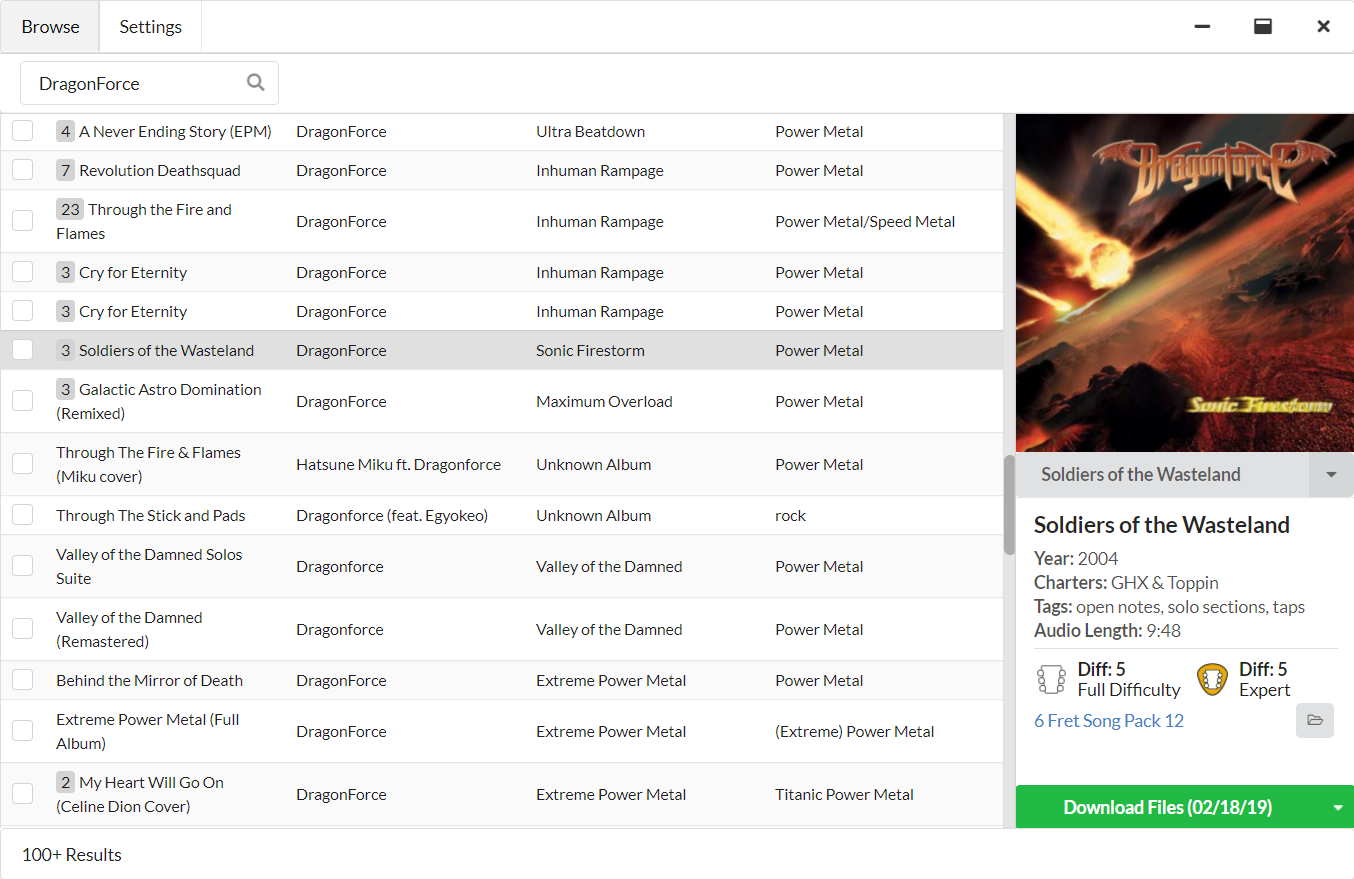 Browse
Settings
DragonForce
4 A Never Ending Story (EPM) DragonForce Ultra Beatdown Power Metal
7 Revolution Deathsquad DragonForce Inhuman Rampage Power Metal
23 Through the Fire and
Flames DragonForce Inhuman Rampage Power Metal/Speed Metal
3 Cry for Eternity DragonForce Inhuman Rampage Power Metal
3 Cry for Eternity DragonForce Inhuman Rampage Power Metal
3 Soldiers of the Wasteland DragonForce Sonic Firestorm Power Metal
3 Galactic Astro Domination
(Remixed) DragonForce Maximum Overload Power Metal
Through The Fire & Flames
(Miku cover) Hatsune Miku ft. Dragonforce Unknown Album Power Metal
Through The Stick and Pads Dragonforce (feat. Egyokeo) Unknown Album rock
Valley of the Damned Solos
Suite Dragonforce Valley of the Damned Power Metal
Valley of the Damned
(Remastered) Dragonforce Valley of the Damned Power Metal
Behind the Mirror of Death DragonForce Extreme Power Metal Power Metal
Extreme Power Metal (Full
Album) DragonForce Extreme Power Metal (Extreme) Power Metal
2 My Heart Will Go On
(Celine Dion Cover) DragonForce Extreme Power Metal Titanic Power Metal
DragonForce
Sonic Firestorm
Soldiers of the Wasteland
Soldiers of the Wasteland
Year: 2004
Charters: GHX & Toppin
Tags: open notes, solo sections, taps
Audio Length: 9:48
Diff: 5
Full Difficulty
Diff: 5
Expert
6 Fret Song Pack 12
Download Files (02/18/19)
100+ Results